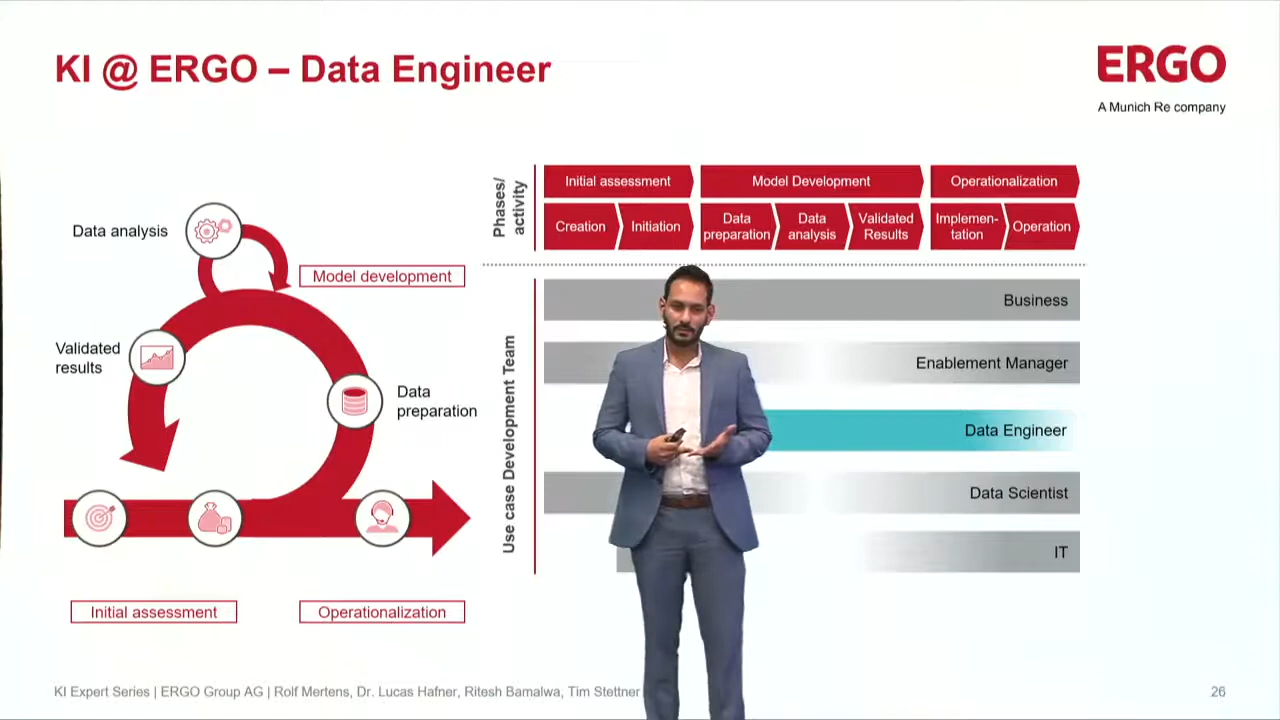 KI @ ERGO – Data Engineer
ERGO
A Munich Re company
Data analysis
Model development
Validated
results
Data
preparation
Initial assessment
Operationalization
Phases/
activity
Initial assessment
Model Development
Operationalization
Creation
Initiation
Data
preparation
Data
analysis
Validated
Results
Implemen-
tation
Operation
Use case Development Team
Business
Enablement Manager
Data Engineer
Data Scientist
IT
KI Expert Series | ERGO Group AG | Rolf Mertens, Dr. Lucas Hafner, Ritesh Barnalwa, Tim Stettner
26